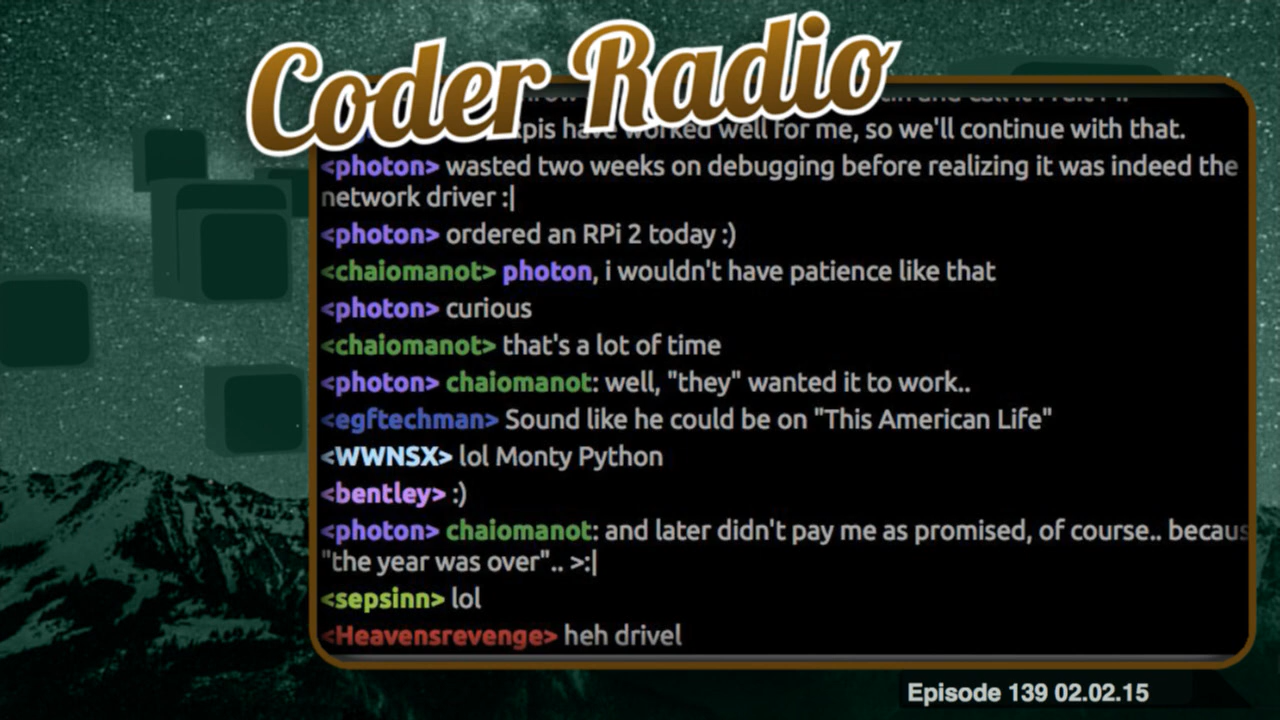 Coder Radio
have worked well for me, so we'll continue with that.
<photon> wasted two weeks on debugging before realizing it was indeed the
network driver :|
<photon> ordered an RPi 2 today :)
<chaiomanot> photon, i wouldn't have patience like that
<photon> curious
<chaiomanot> that's a lot of time
<photon> chaiomanot: well, "they" wanted it to work..
<egftechman> Sound like he could be on "This American Life"
<WWNSX> lol Monty Python
<bentley> :)
<photon> chaiomanot: and later didn't pay me as promised, of course.. becaus
"the year was over".. >:|
<sepsinn> lol
<Heavensrevenge> heh drivel
Episode 139 02.02.15